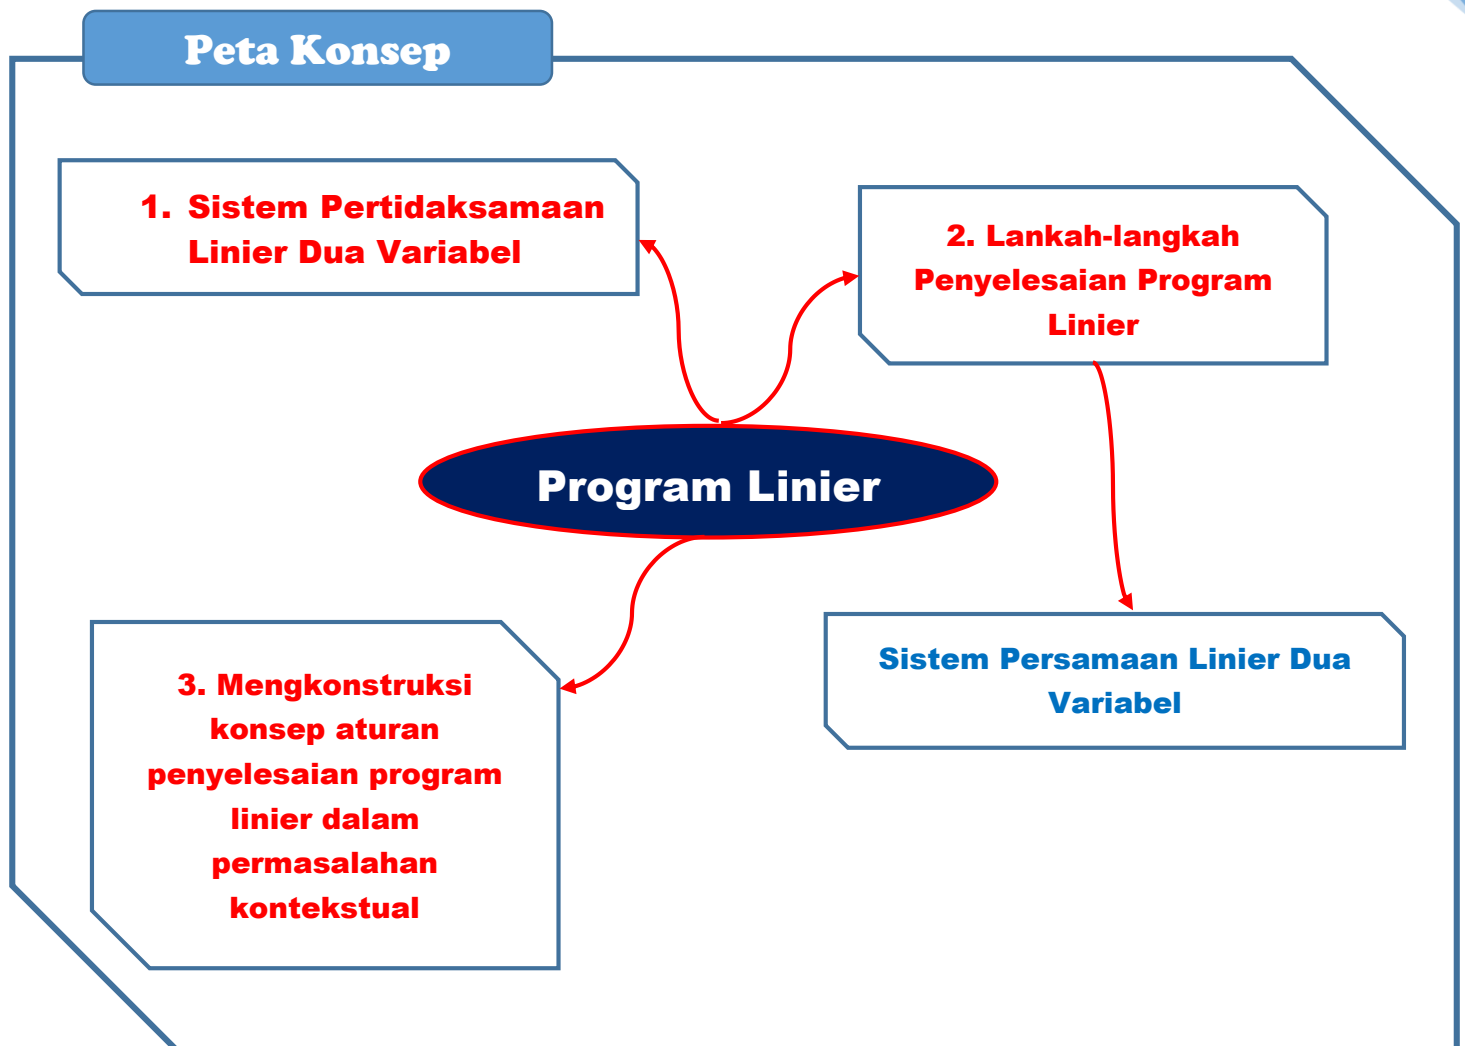 Peta Konsep
1. Sistem Pertidaksamaan
Linier Dua Variabel
2. Lankah-langkah
Penyelesaian Program
Linier
Program Linier
3. Mengkonstruksi
konsep aturan
penyelesaian program
linier dalam
permasalahan
kontekstual
Sistem Persamaan Linier Dua
Variabel